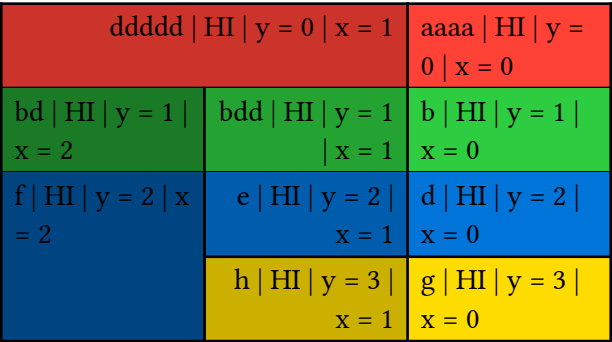 ddddd | HI | y = 0 | x = 1
aaaa | HI | y =
0 | x = 0
bd | HI | y = 1 |
x = 2
bdd | HI | y = 1
| x = 1
b | HI | y = 1 |
x = 0
f | HI | y = 2 | x
= 2
e | HI | y = 2 |
x = 1
d | HI | y = 2 |
x = 0
h | HI | y = 3 |
x = 1
g | HI | y = 3 |
x = 0